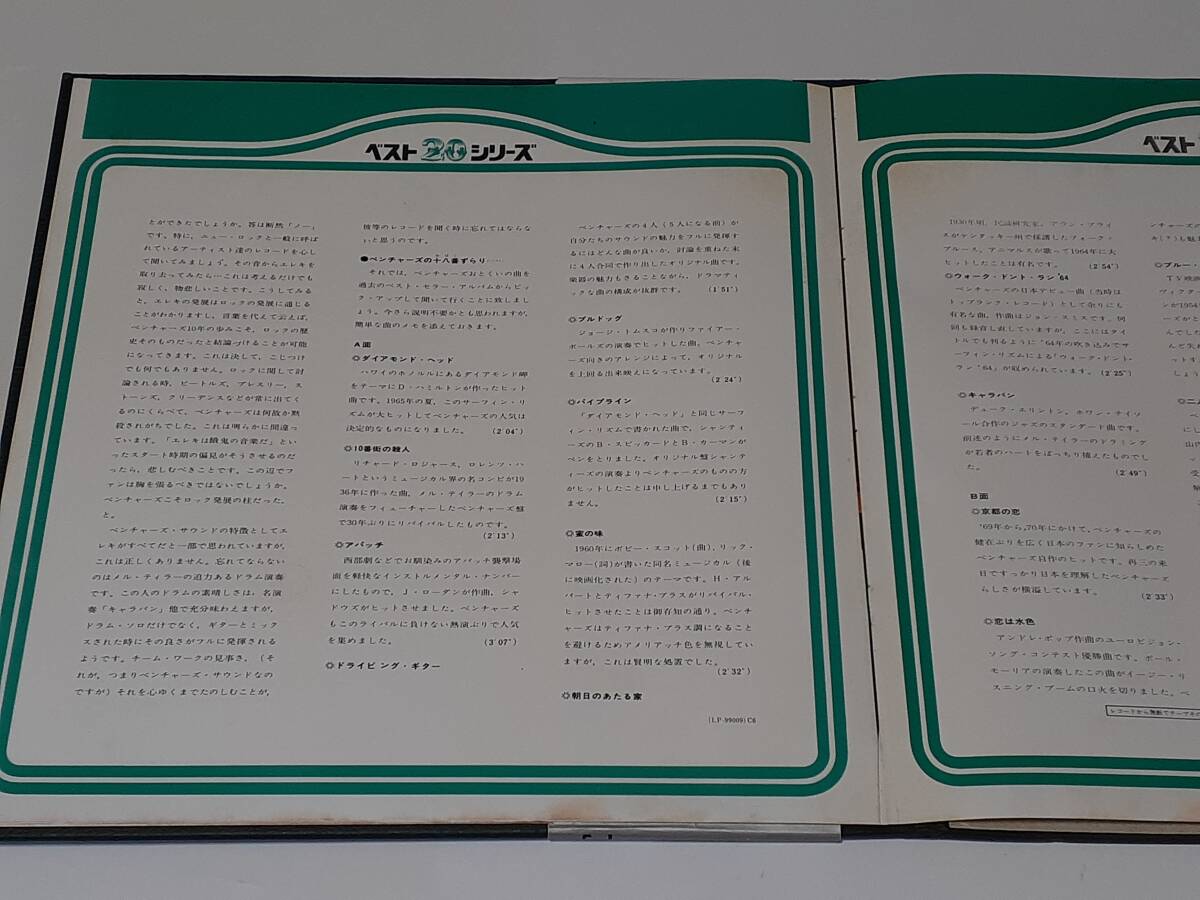 ベスト20シリーズ
とができたでしょうか。答は断然「ノー」
です。特に、ニュー・ロックと一般に呼ば
れているアーティスト達のレコードを心し
て聞いてみましょう。その音からエレキを
取り去ってみたら…これは考えるだけでも
寂しく、物悲しいことです。こうしてみる
と、エレキの発展はロックの発展に通じる
ことがわかりますし、言葉を代えて云えば、
ベンチャーズ10年の歩みこそ、ロックの歴
史そのものだったと結論づけることが可能
になってきます。これは決して、こじつけ
でも何でもありません。ロックに関して討
論される時、ビートルズ、プレスリー、ス
トーンズ、クリーデンスなどが常に出てく
るのにくらべて、ベンチャーズは何故か黙
殺されがちでした。これは明らかに間違っ
ています。「エレキは餓鬼の音楽だ」とい
ったスタート時期の偏見がそうさせるのだ
ったら、悲しむべきことです。この辺でフ
ァンは胸を張るべきではないでしょうか。
ベンチャーズこそロック発展の柱だった、
と。
ベンチャーズ・サウンドの特徴としてエ
レキがすべてだと一部で思われていますが、
これは正しくありません。忘れてならない
のはメル・テイラーの迫力あるドラム演奏
です。この人のドラムの素晴しさは、名演
奏「キャラバン」他で充分味わえますが、
ドラム・ソロだけでなく、ギターとミック
スされた時にその良さがフルに発揮される
ようです。チーム・ワークの見事さ、（そ
れが、つまりベンチャーズ・サウンドなの
ですが）それを心ゆくまでたのしむことが、
彼等のレコードを聞く時に忘れてはならな
いと思うのです。
●ベンチャーズの十八番ずらり……
それでは、ベンチャーズおとくいの曲を
過去のベスト・セラー・アルバムからピッ
ク・アップして聞いて行くことに致しまし
ょう。今さら説明不要かとも思われますが、
簡単な曲のメモを添えておきます。
A面
◎ダイアモンド・ヘッド
ハワイのホノルルにあるダイアモンド岬
をテーマにD・ハミルトンが作ったヒット
曲です。1965年の夏、このサーフィン・リ
ズムが大ヒットしてベンチャーズの人気は
決定的なものになりました。(2'04")
◎10番街の殺人
リチャード・ロジャース、ロレンツ・ハ
ートというミュージカル界の名コンビが19
36年に作った曲、メル・テイラーのドラム
演奏をフィーチャーしたベンチャーズ盤
で30年ぶりにリバイバルしたものです。
(2'13")
◎アパッチ
西部劇などでお馴染みのアパッチ襲撃場
面を軽快なインストルメンタル・ナンバー
にしたもので、J・ローダンが作曲、シャ
ドウズがヒットさせました。ベンチャーズ
もこのライバルに負けない熱演ぶりで人気
を集めました。(3'07")
◎ドライビング・ギター
ベンチャーズの4人（5人になる前）が
自分たちのサウンドの魅力をフルに発揮す
るにはどんな曲が良いか、討論を重ねた末
に4人合同で作り出したオリジナル曲です。
楽器の魅力もさることながら、ドラマティ
ックな曲の構成が抜群です。(1'51")
◎ブルドッグ
ジョージ・トムスコが作りファイアー・
ボールズの演奏でヒットした曲。ベンチャ
ーズ向きのアレンジによって、オリジナル
を上回る出来映えになっています。
(2'24")
◎パイプライン
「ダイアモンド・ヘッド」と同じサーフ
ィン・リズムで書かれた曲で、シャンティ
ーズのB・スピッカードとB・カーマンが
ペンをとりました。オリジナル盤シャンテ
ィーズの演奏よりベンチャーズのものの方
がヒットしたことは申し上げるまでもあり
ません。(2'15")
◎蜜の味
1960年にボビー・スコット(曲)、リック・
マロー(詞)が書いた同名ミュージカル（後
に映画化された）のテーマです。H・アル
パートとティファナ・ブラスがリバイバル・
ヒットさせたことは御存知の通り。ベンチ
ャーズはティファナ・ブラス調になること
を避けるためアメリアッチ色を無視してい
ますが、これは賢明な処置でした。
(2'32")
◎朝日のあたる家
(LP-99009)C6
ベスト
1930年頃、民謡研究家、アラン・プライ
スがケンタッキー州で採譜したフォーク・
ブルース。アニマルズが歌って1964年に大
ヒットしたことは有名です。(2'54")
◎ウォーク・ドント・ラン'64
ベンチャーズの日本デビュー曲（当時は
トップランク・レコード）として余りにも
有名な曲。作曲はジョン・スミスです。何
回も録音し直していますが、ここにはタイ
トルでも判るように'64年の吹き込みでサ
ーフィン・リズムによる「ウォーク・ドント・
ラン'64」が収められています。(2'25")
◎キャラバン
デューク・エリントン、ホワン・ティゾ
ール合作のジャズのスタンダード曲です。
前述のようにメル・テイラーのドラミング
が若者のハートをばっちり捕えたものでし
た。(2'49")
B面
◎京都の恋
'69年から、70年にかけて、ベンチャーズの
健在ぶりを広く日本のファンに知らしめた
ベンチャーズ自作のヒットです。再三の来
日ですっかり日本を理解したベンチャーズ
らしさが横溢しています。(2'33")
◎恋は水色
アンドレ・ポップ作曲のユーロビジョン・
ソング・コンテスト優勝曲です。ポール・
モーリアの演奏したこの曲がイージー・リ
スニング・ブームの口火を切りました。ベ
ンチャーズの
キ(？)も魅
◎ブルー・
TV映画
ヴィクター
ンが1954
ーズがと
んでした
んど失
ットす
しょう
レコードから無断でテープその